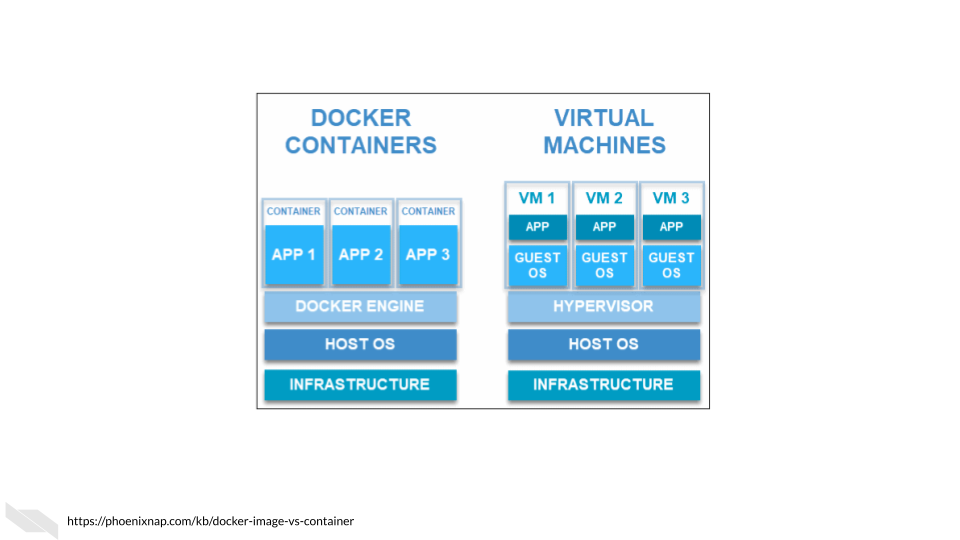 DOCKER
CONTAINERS
CONTAINER CONTAINER CONTAINER
APP 1 APP 2 APP 3
DOCKER ENGINE
HOST OS
INFRASTRUCTURE
VIRTUAL
MACHINES
VM 1 VM 2 VM 3
APP APP APP
GUEST GUEST GUEST
OS OS OS
HYPERVISOR
HOST OS
INFRASTRUCTURE
https://phoenixnap.com/kb/docker-image-vs-container